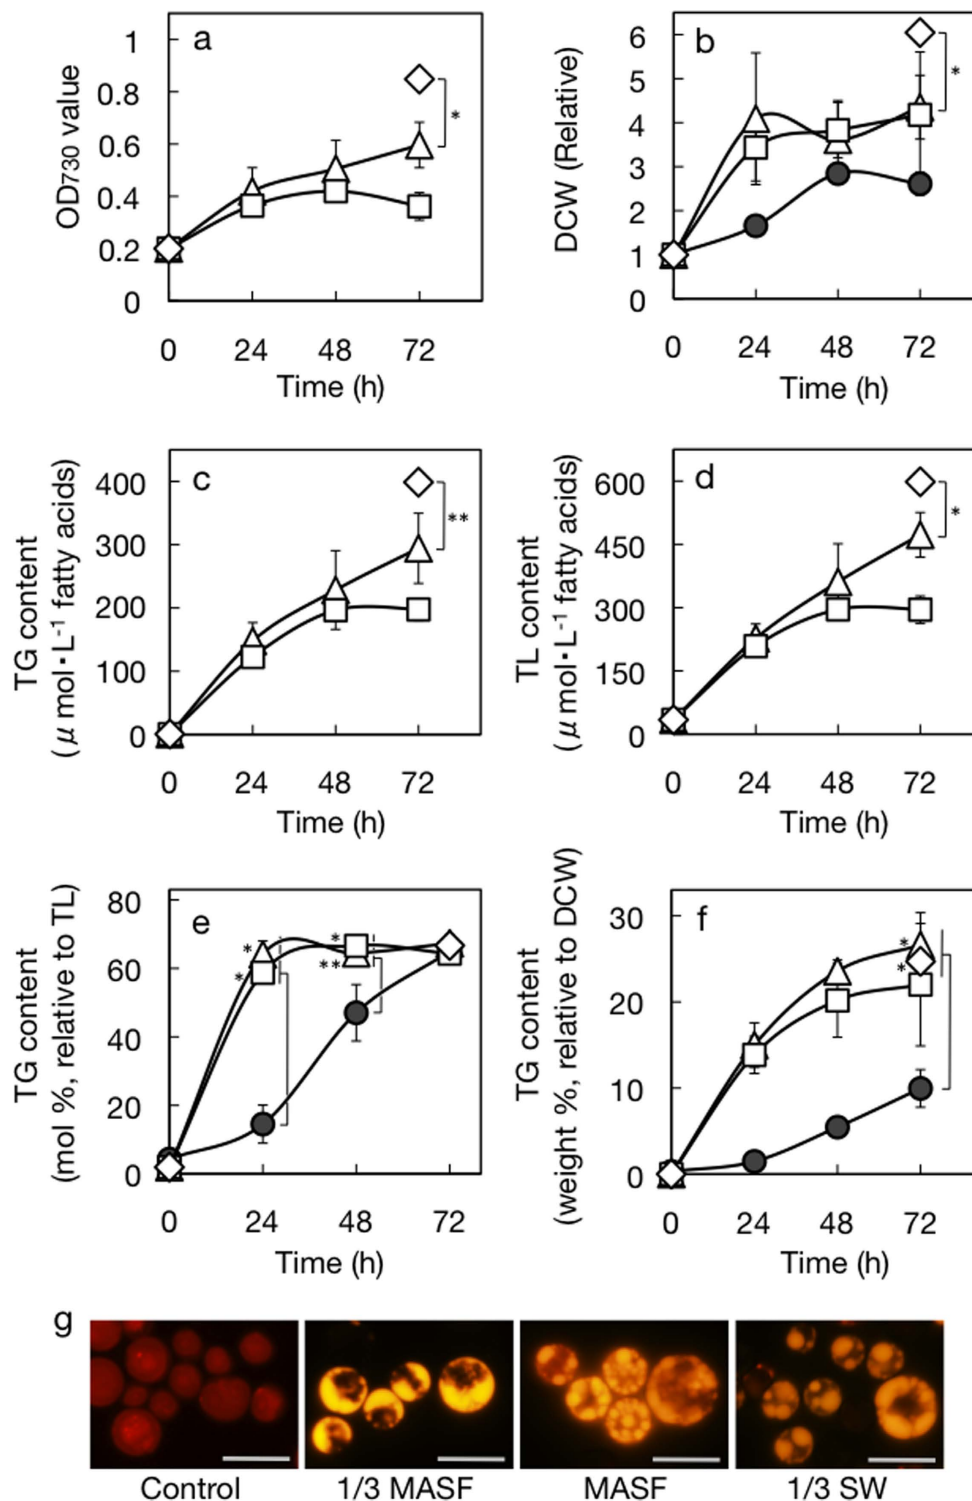 a
1
0.8
0.6
0.4
0.2
0
OD730 value
0 24 48 72
Time (h)
*
b
6
5
4
3
2
1
0
DCW (Relative)
0 24 48 72
Time (h)
*
c
400
300
200
100
0
TG content
(μ mol·L-1 fatty acids)
0 24 48 72
Time (h)
**
d
600
450
300
150
0
TL content
(μ mol·L-1 fatty acids)
0 24 48 72
Time (h)
*
e
80
60
40
20
0
TG content
(mol %, relative to TL)
0 24 48 72
Time (h)
*
*
*
**
f
30
20
10
0
TG content
(weight %, relative to DCW)
0 24 48 72
Time (h)
*
*
g
Control 1/3 MASF MASF 1/3 SW